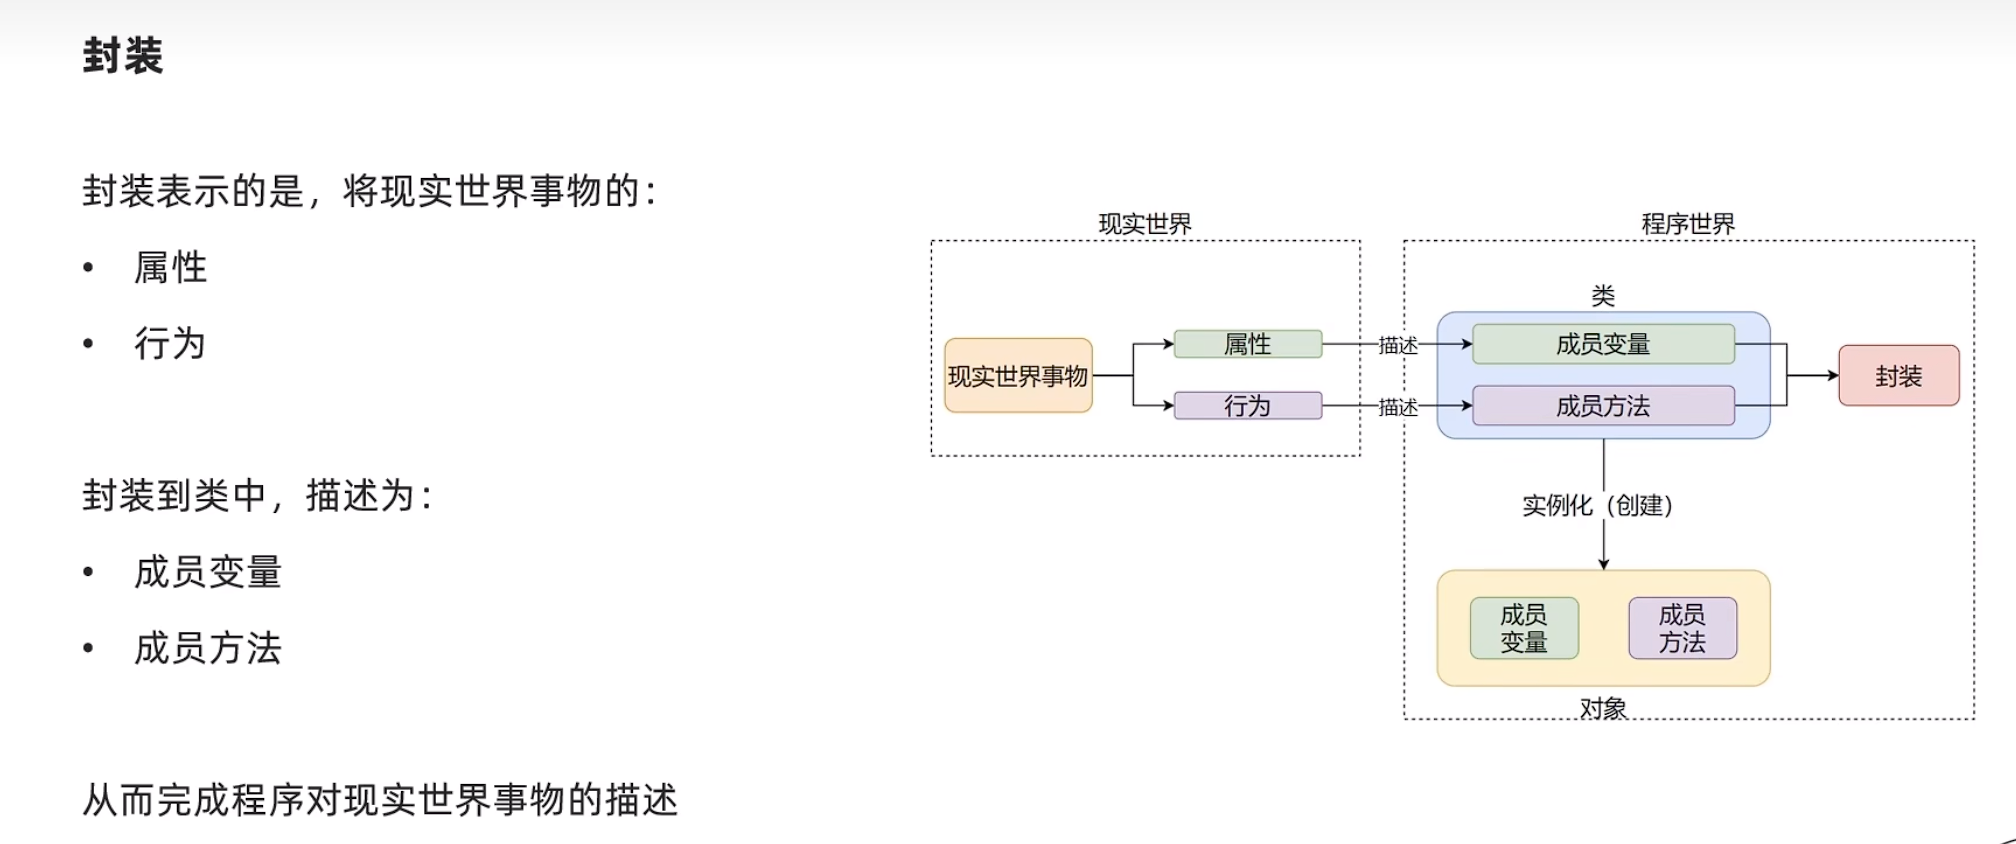 封装
封装表示的是，将现实世界事物的：
• 属性
• 行为
封装到类中，描述为：
• 成员变量
• 成员方法
从而完成程序对现实世界事物的描述
现实世界
现实世界事物
属性
行为
描述
描述
程序世界
类
成员变量
成员方法
封装
实例化（创建）
成员
变量
成员
方法
对象